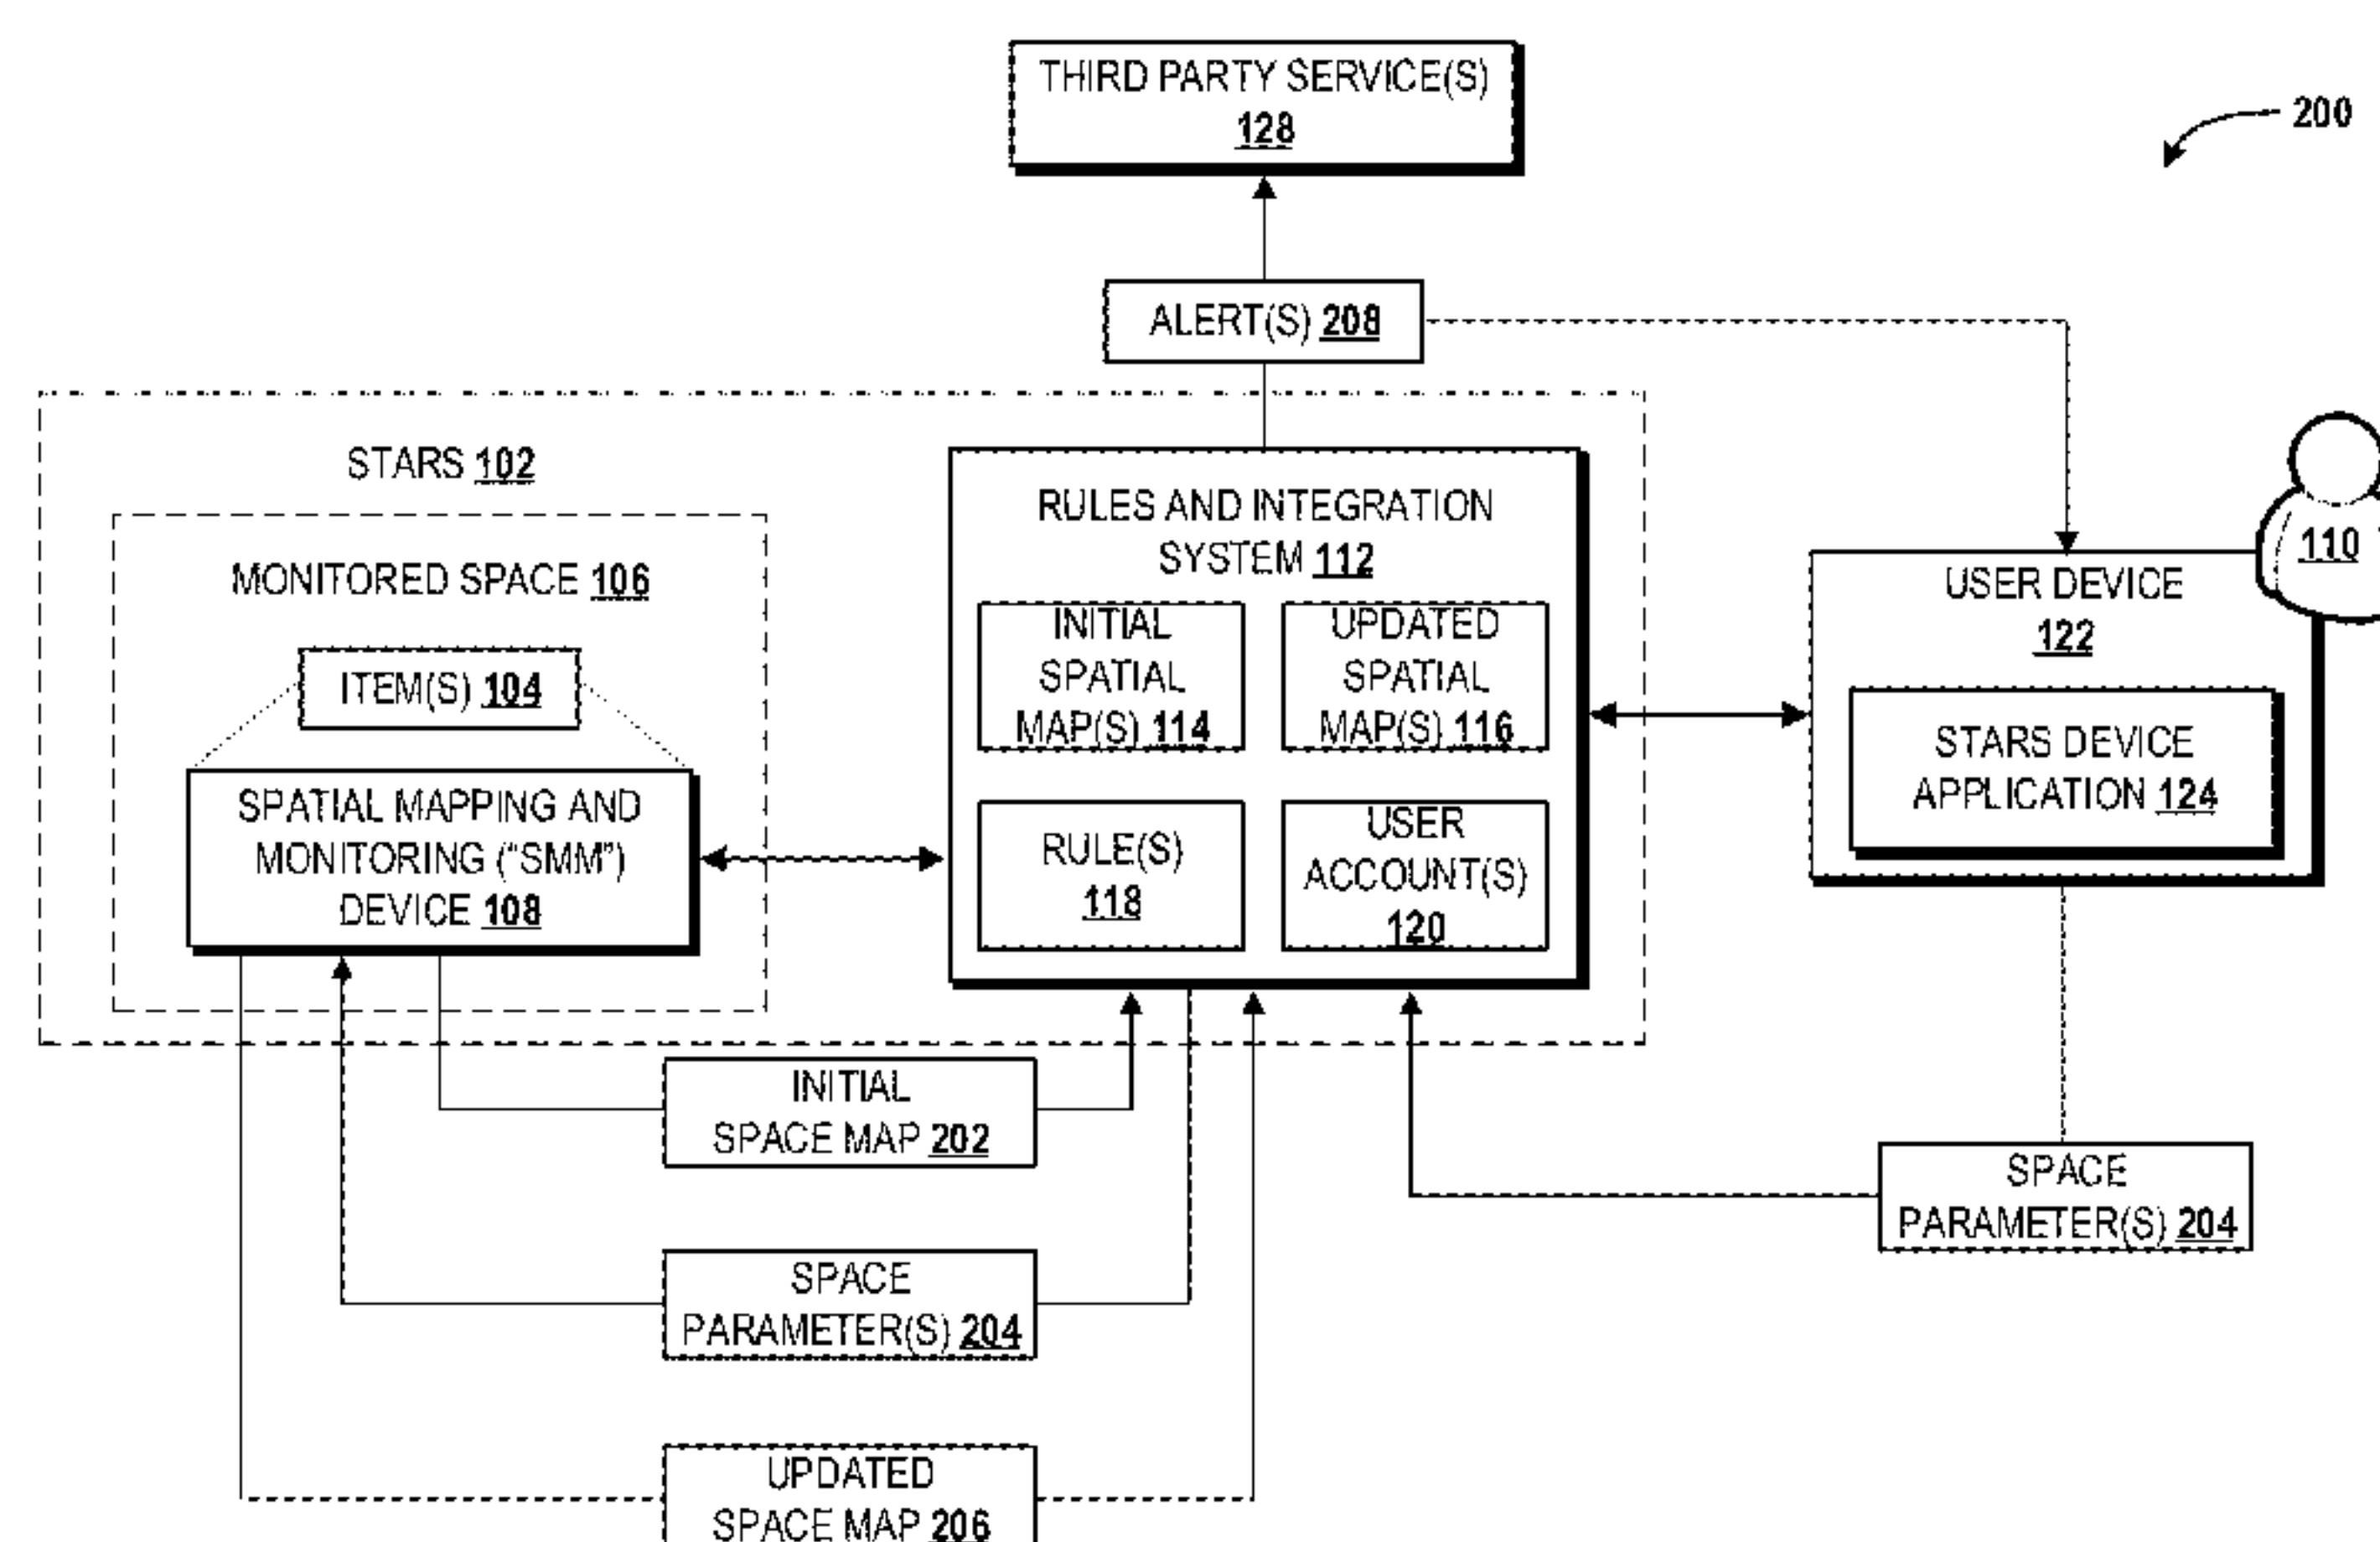 THIRD PARTY SERVICE(S)
128
200
ALERT(S) 208
STARS 102
MONITORED SPACE 106
ITEM(S) 104
SPATIAL MAPPING AND
MONITORING ("SMM")
DEVICE 108
RULES AND INTEGRATION
SYSTEM 112
INITIAL
SPATIAL
MAP(S) 114
UPDATED
SPATIAL
MAP(S) 116
RULE(S)
118
USER
ACCOUNT(S)
120
110
USER DEVICE
122
STARS DEVICE
APPLICATION 124
INITIAL
SPACE MAP 202
SPACE
PARAMETER(S) 204
SPACE
PARAMETER(S) 204
UPDATED
SPACE MAP 206